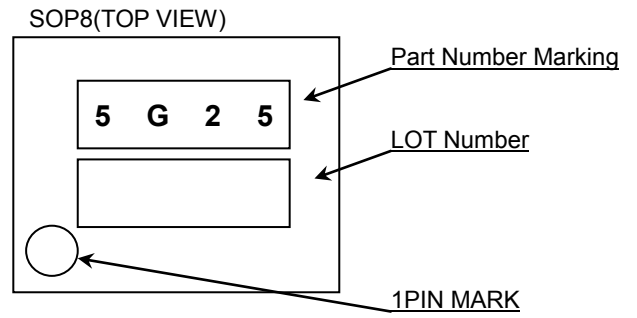 SOP8(TOP VIEW)
Part Number Marking
5 G 2 5
LOT Number
1PIN MARK